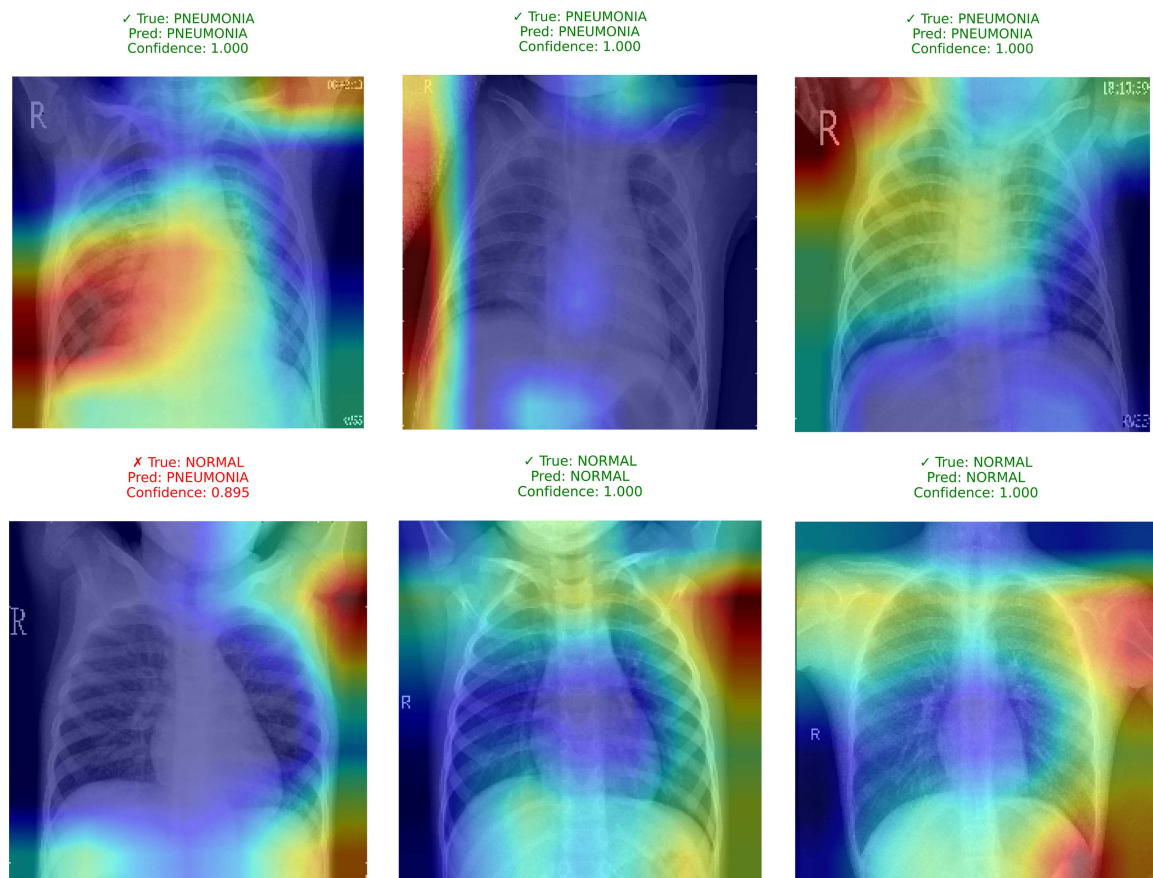 ✓ True: PNEUMONIA
Pred: PNEUMONIA
Confidence: 1.000
✓ True: PNEUMONIA
Pred: PNEUMONIA
Confidence: 1.000
✓ True: PNEUMONIA
Pred: PNEUMONIA
Confidence: 1.000
R
R
R
✗ True: NORMAL
Pred: PNEUMONIA
Confidence: 0.895
✓ True: NORMAL
Pred: NORMAL
Confidence: 1.000
✓ True: NORMAL
Pred: NORMAL
Confidence: 1.000
R
R
R